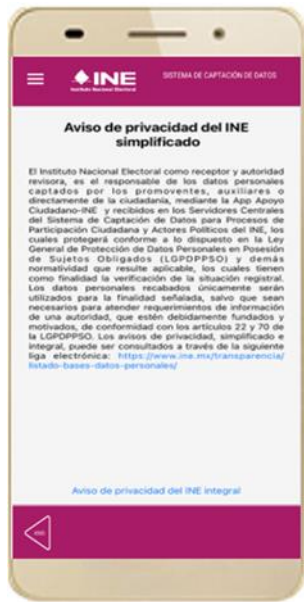 INE
Instituto Nacional Electoral
SISTEMA DE CAPTACIÓN DE DATOS
Aviso de privacidad del INE
simplificado
El Instituto Nacional Electoral como receptor y autoridad
revisora, es el responsable de los datos personales
captados por los promoventes, auxiliares o
directamente de la ciudadanía, mediante la App Apoyo
Ciudadano-INE y recibidos en los Servidores Centrales
del Sistema de Captación de Datos para Procesos de
Participación Ciudadana y Actores Políticos del INE, los
cuales protegerá conforme a lo dispuesto en la Ley
General de Protección de Datos Personales en Posesión
de Sujetos Obligados (LGPDPPSO) y demás
normatividad que resulte aplicable, los cuales tienen
como finalidad la verificación de la situación registral.
Los datos personales recabados únicamente serán
utilizados para la finalidad señalada, salvo que sean
necesarios para atender requerimientos de información
de una autoridad, que estén debidamente fundados y
motivados, de conformidad con los artículos 22 y 70 de
la LGPDPPSO. Los avisos de privacidad, simplificado e
integral, puede ser consultados a través de la siguiente
liga electrónica: https://www.ine.mx/transparencia/
listado-bases-datos-personales/
Aviso de privacidad del INE integral